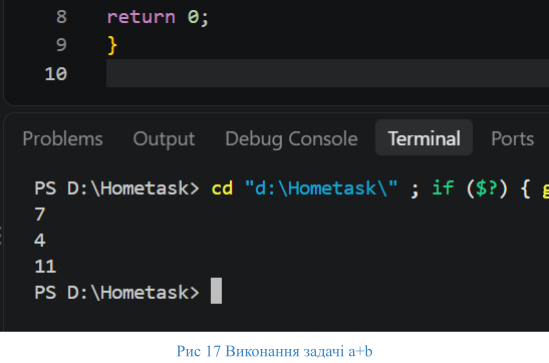 8 return 0;
9 }
10
Problems Output Debug Console Terminal Ports
PS D:\Hometask> cd "d:\Hometask\" ; if ($?) { g
7
4
11
PS D:\Hometask>
Рис 17 Виконання задачі a+b